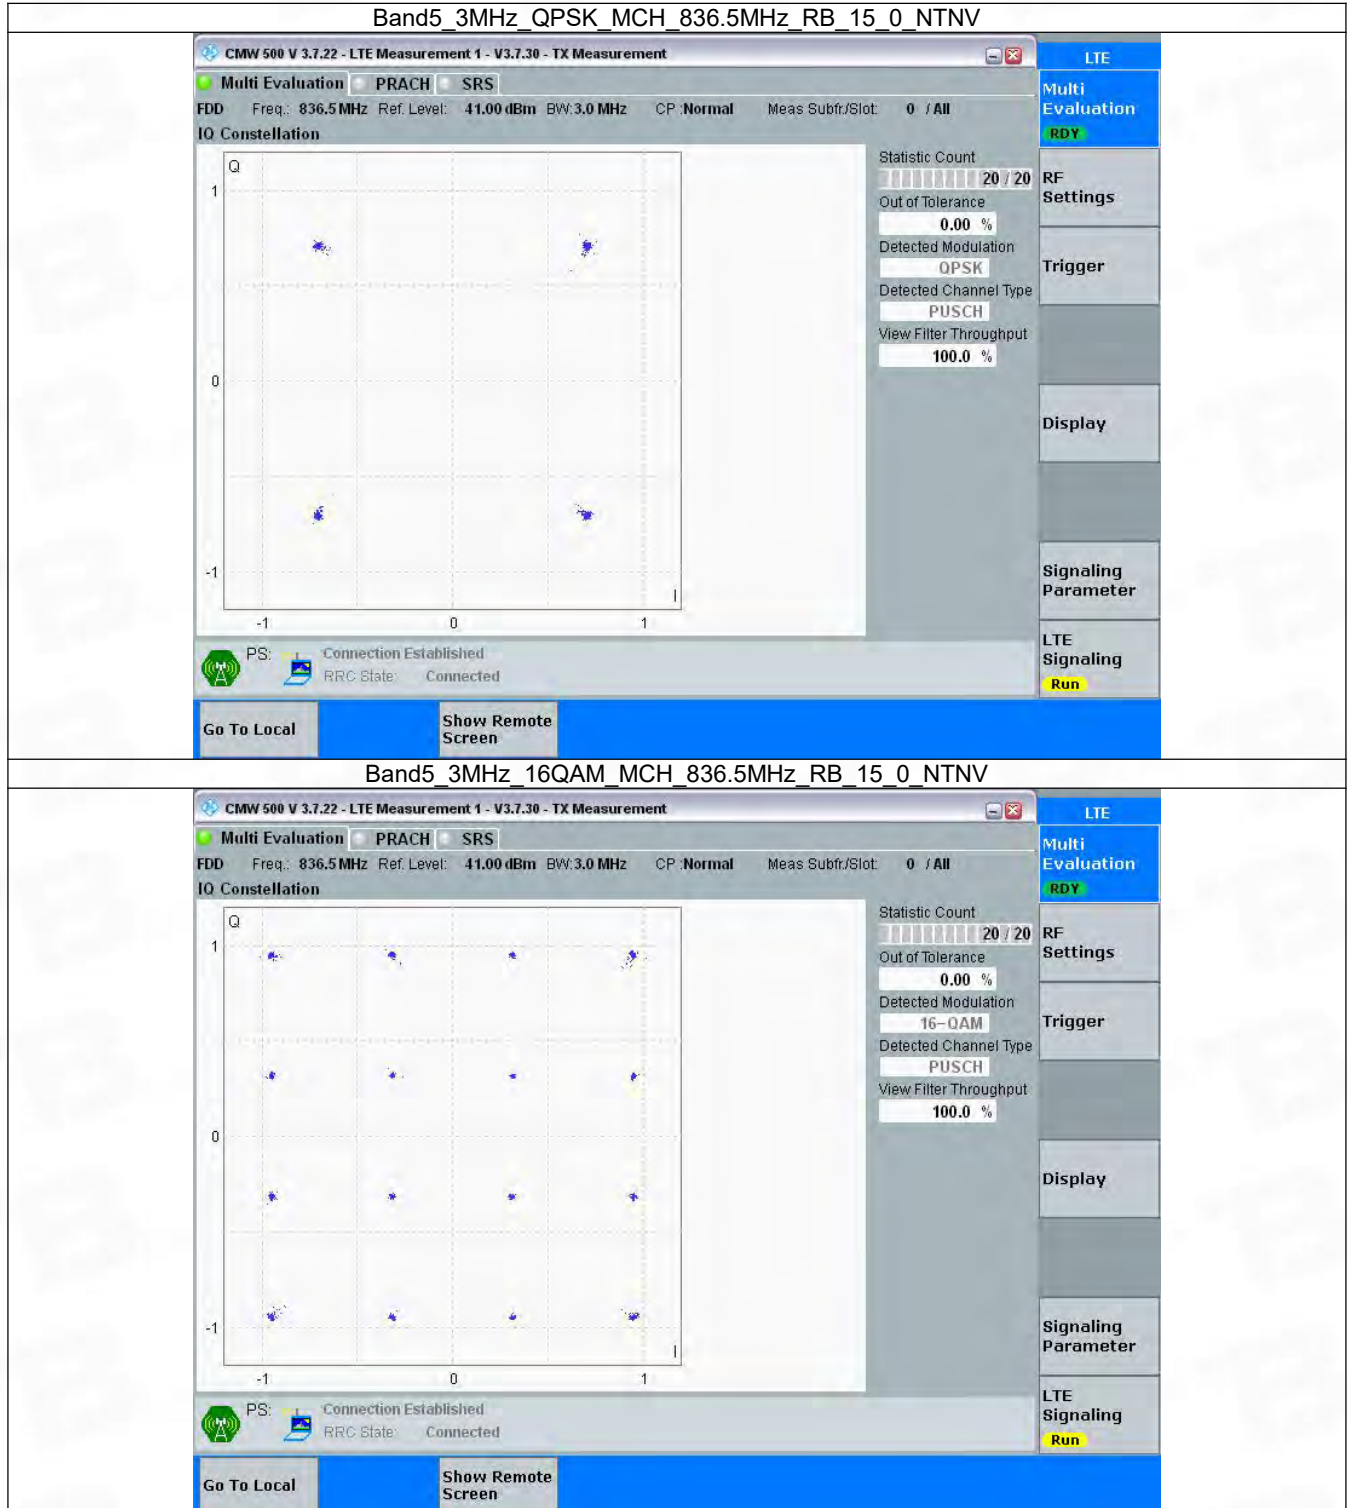 Band5_3MHz_QPSK_MCH_836.5MHz_RB_15_0_NTNV
CMW 500 V 3.7.22 - LTE Measurement 1 - V3.7.30 - TX Measurement
LTE
Multi Evaluation PRACH SRS
Multi
Evaluation
RDY
FDD Freq.: 836.5 MHz Ref. Level: 41.00 dBm BW: 3.0 MHz CP :Normal Meas Subfr./Slot: 0 / All
IQ Constellation
Q
1
0
-1
I
-1 0 1
Statistic Count
20 / 20
Out of Tolerance
0.00 %
Detected Modulation
QPSK
Detected Channel Type
PUSCH
View Filter Throughput
100.0 %
RF
Settings
Trigger
Display
Signaling
Parameter
LTE
Signaling
Run
PS: Connection Established
RRC State: Connected
Go To Local
Show Remote
Screen
Band5_3MHz_16QAM_MCH_836.5MHz_RB_15_0_NTNV
CMW 500 V 3.7.22 - LTE Measurement 1 - V3.7.30 - TX Measurement
LTE
Multi Evaluation PRACH SRS
Multi
Evaluation
RDY
FDD Freq.: 836.5 MHz Ref. Level: 41.00 dBm BW: 3.0 MHz CP :Normal Meas Subfr./Slot: 0 / All
IQ Constellation
Q
1
0
-1
I
-1 0 1
Statistic Count
20 / 20
Out of Tolerance
0.00 %
Detected Modulation
16-QAM
Detected Channel Type
PUSCH
View Filter Throughput
100.0 %
RF
Settings
Trigger
Display
Signaling
Parameter
LTE
Signaling
Run
PS: Connection Established
RRC State: Connected
Go To Local
Show Remote
Screen